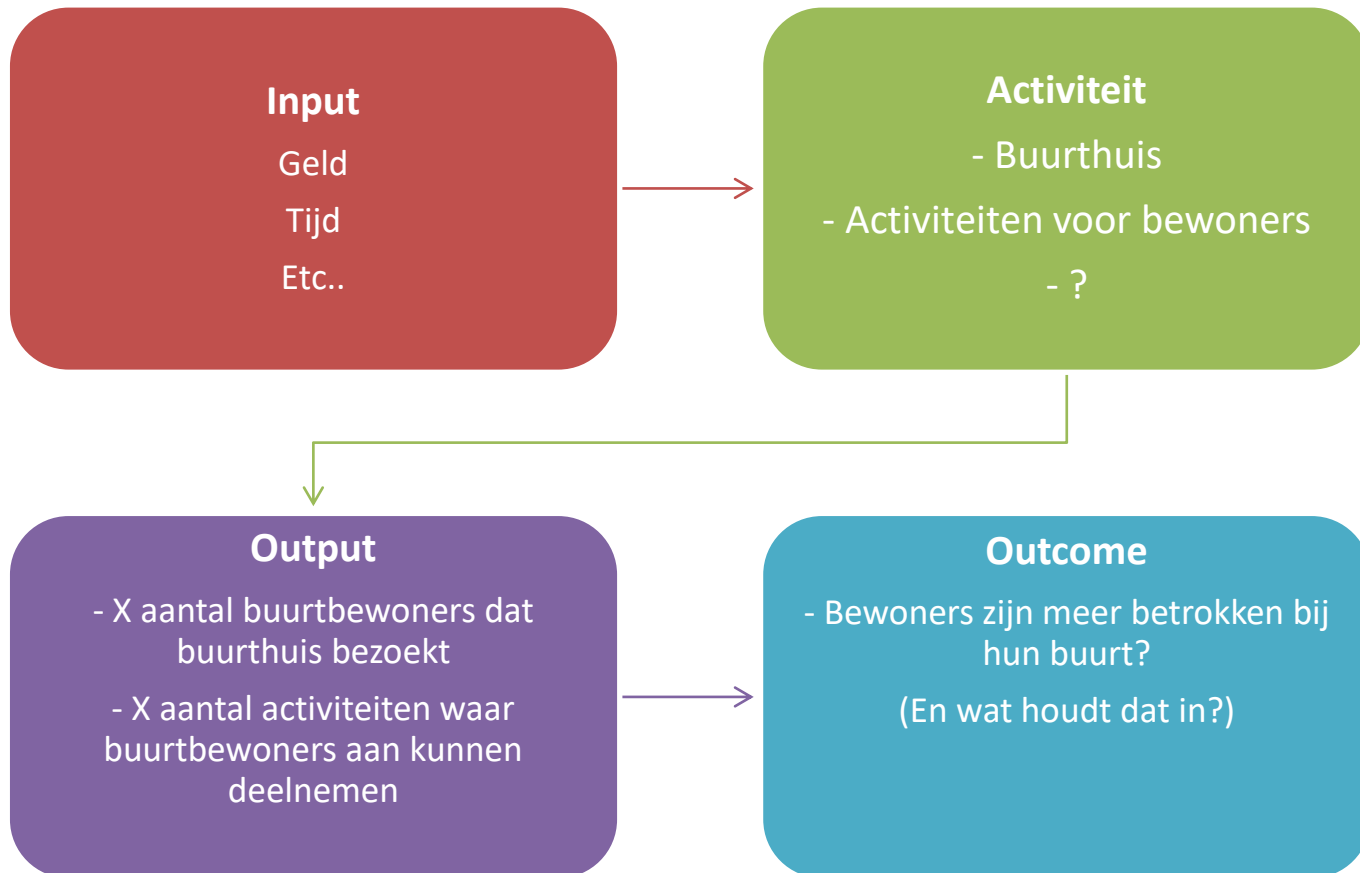 Input
Geld
Tijd
Etc..
Activiteit
- Buurthuis
- Activiteiten voor bewoners
- ?
Output
- X aantal buurtbewoners dat
buurthuis bezoekt
- X aantal activiteiten waar
buurtbewoners aan kunnen
deelnemen
Outcome
- Bewoners zijn meer betrokken bij
hun buurt?
(En wat houdt dat in?)